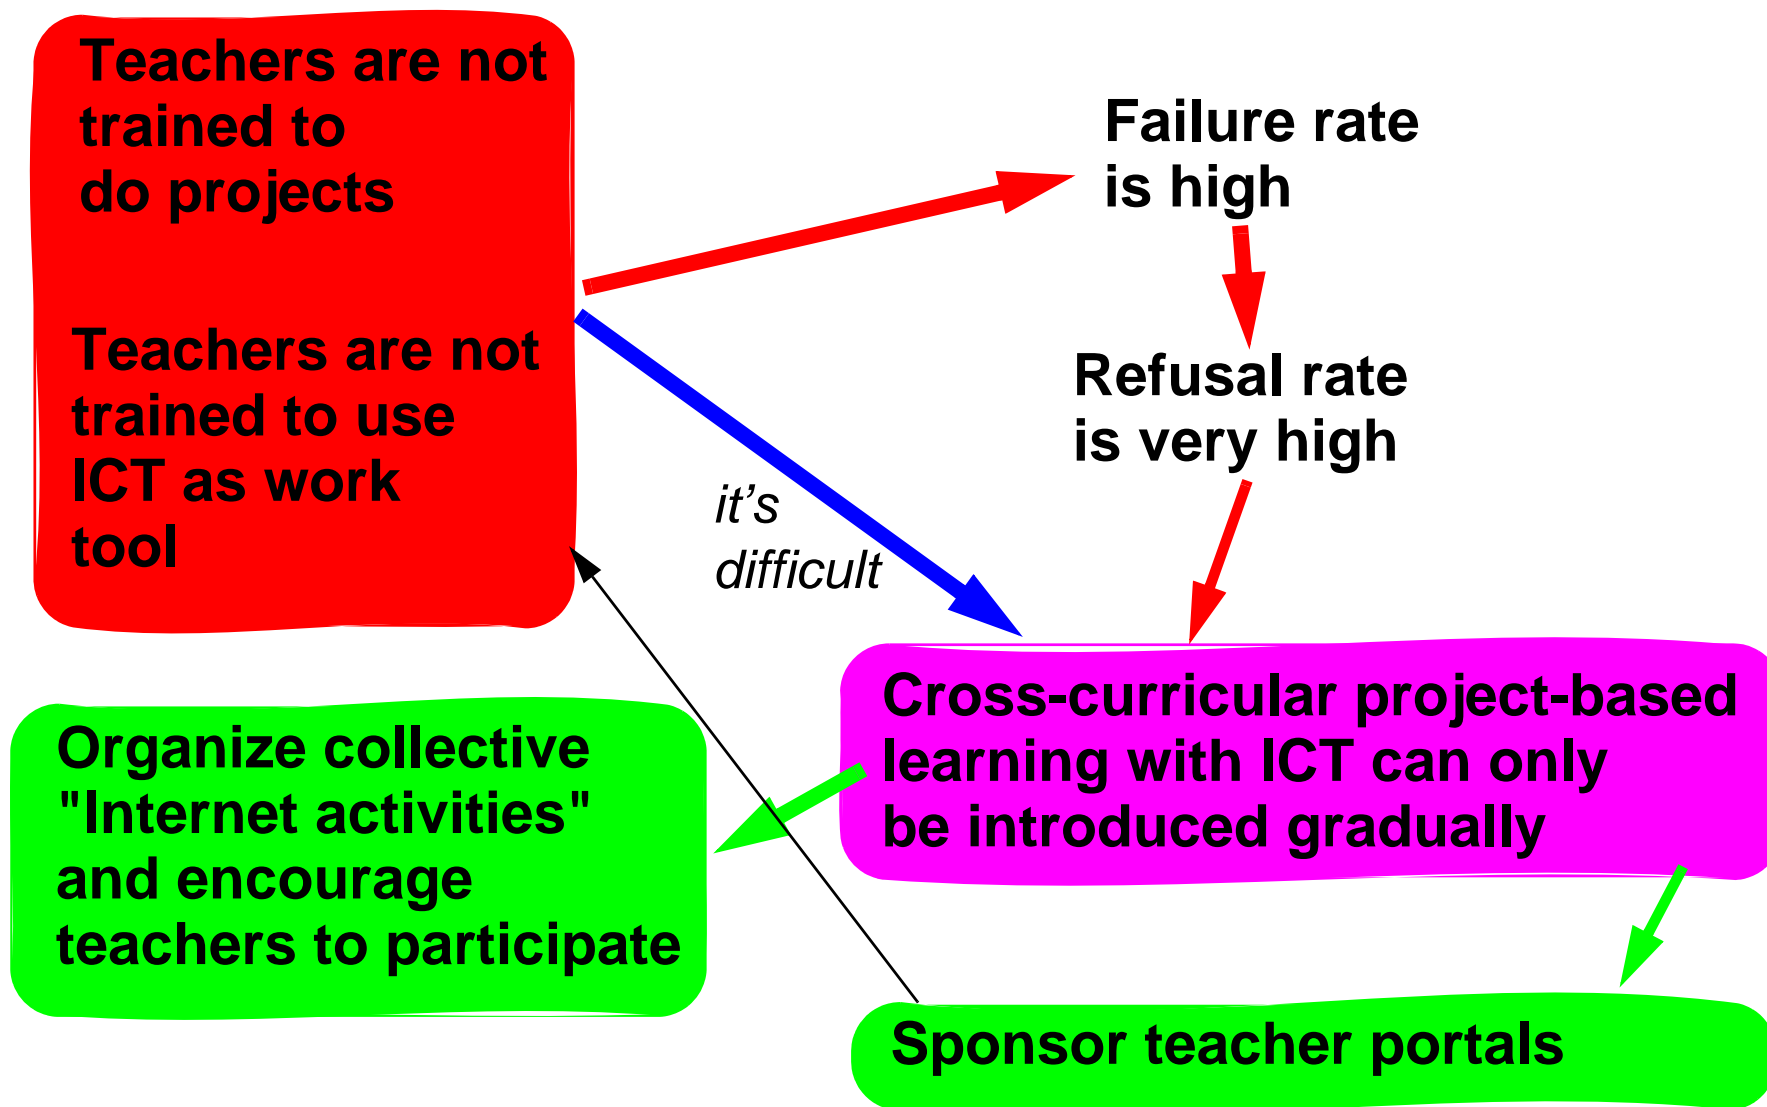 Teachers are not
trained to
do projects
Teachers are not
trained to use
ICT as work
tool
Failure rate
is high
Refusal rate
is very high
it’s
difficult
Cross-curricular project-based
learning with ICT can only
be introduced gradually
Organize collective
"Internet activities"
and encourage
teachers to participate
Sponsor teacher portals